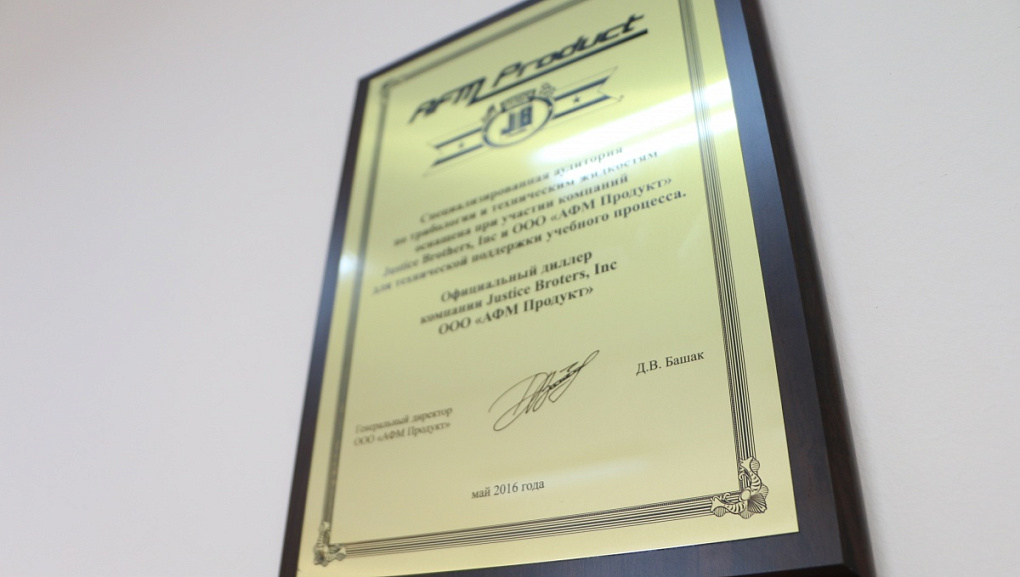 AFM Product
JB
Специализированная аудитория
по трибологии и техническим жидкостям
оснащена при участии компаний
Justice Brothers, Inc и ООО «АФМ Продукт»
для технической поддержки учебного процесса.
Официальный диллер
компании Justice Broters, Inc
ООО «АФМ Продукт»
Д.В. Башак
Генеральный директор
ООО «АФМ Продукт»
май 2016 года